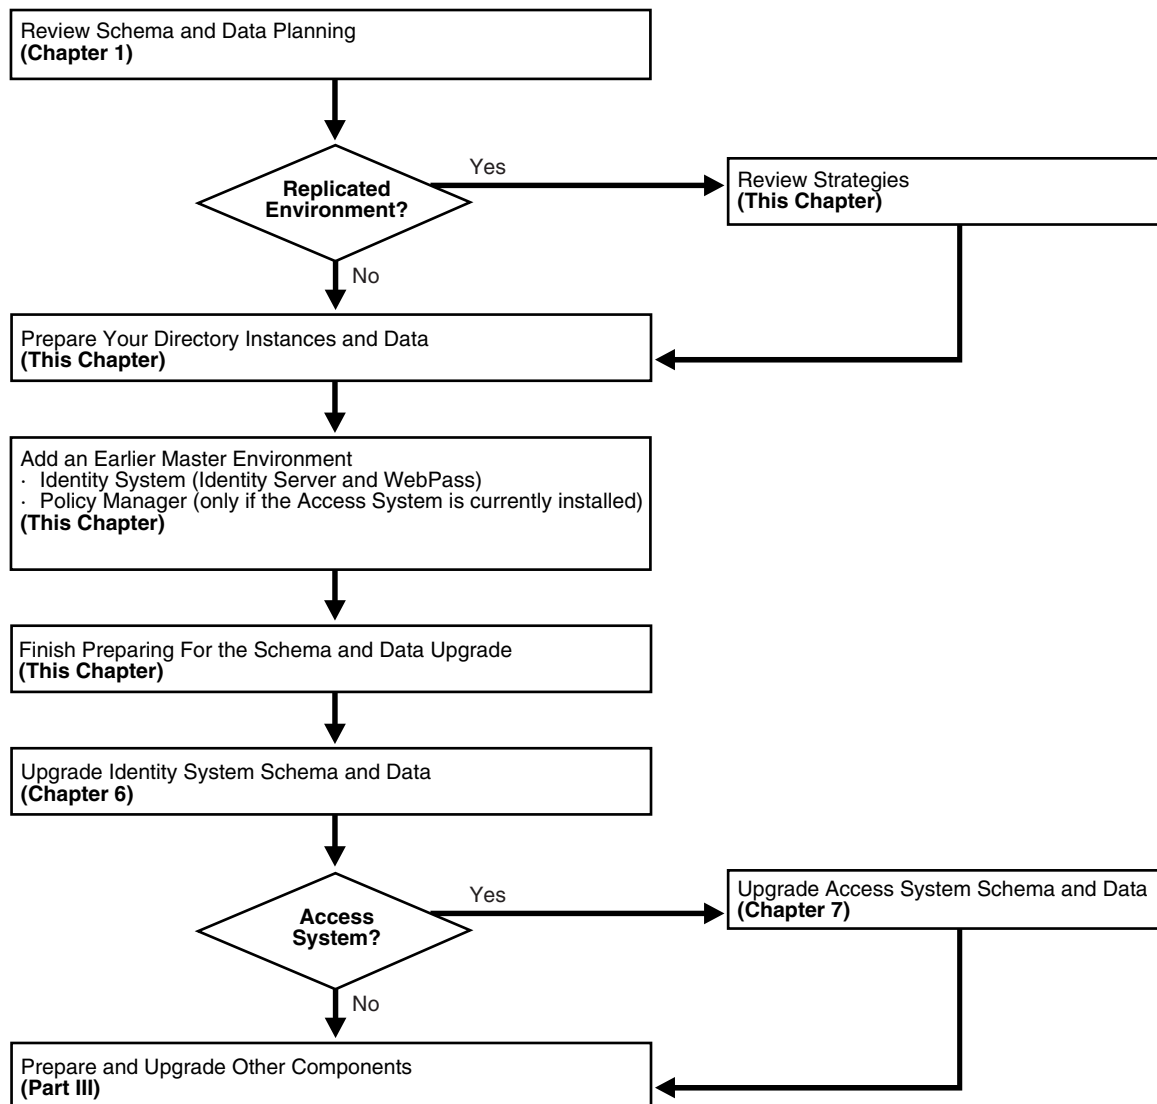 Review Schema and Data Planning
(Chapter 1)
Replicated
Environment?
Yes
Review Strategies
(This Chapter)
No
Prepare Your Directory Instances and Data
(This Chapter)
Add an Earlier Master Environment
· Identity System (Identity Server and WebPass)
· Policy Manager (only if the Access System is currently installed)
(This Chapter)
Finish Preparing For the Schema and Data Upgrade
(This Chapter)
Upgrade Identity System Schema and Data
(Chapter 6)
Access
System?
Yes
Upgrade Access System Schema and Data
(Chapter 7)
No
Prepare and Upgrade Other Components
(Part III)